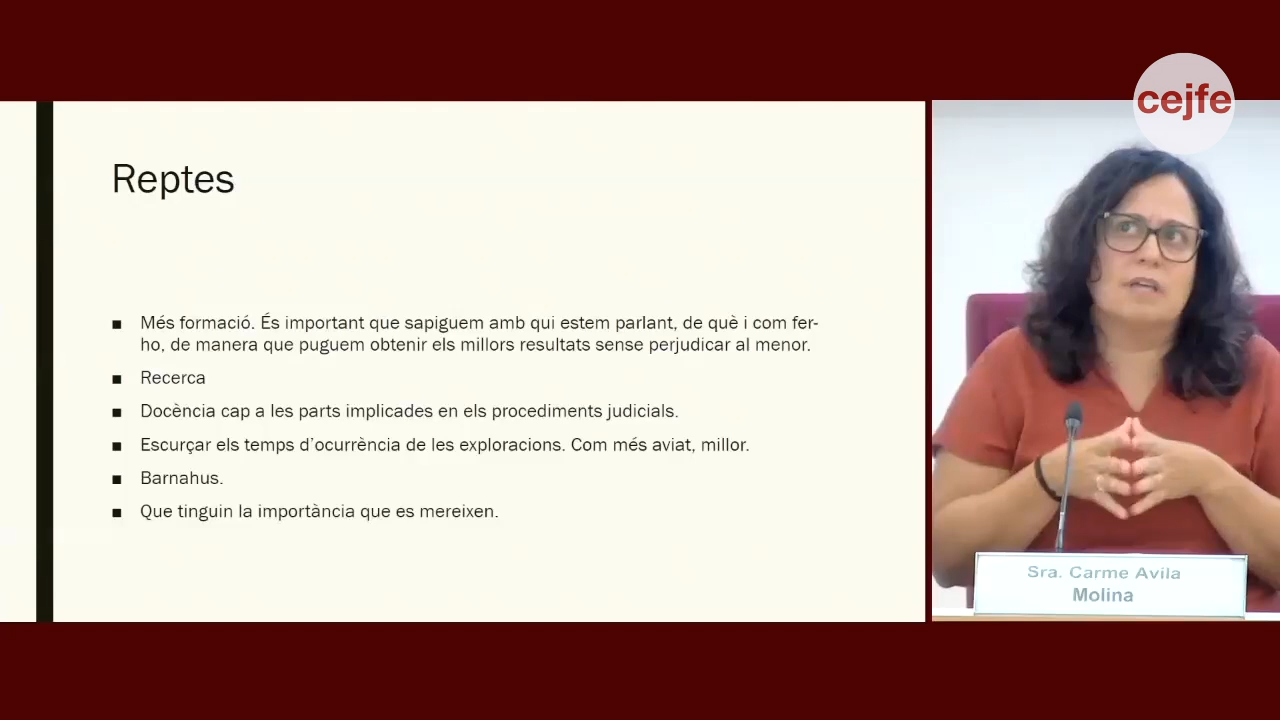 cejfe
Reptes
■ Més formació. És important que sapiguem amb qui estem parlant, de què i com fer-
ho, de manera que puguem obtenir els millors resultats sense perjudicar al menor.
■ Recerca
■ Docència cap a les parts implicades en els procediments judicials.
■ Escurçar els temps d’ocurrència de les exploracions. Com més aviat, millor.
■ Barnahus.
■ Que tinguin la importància que es mereixen.
Sra. Carme Avila
Molina